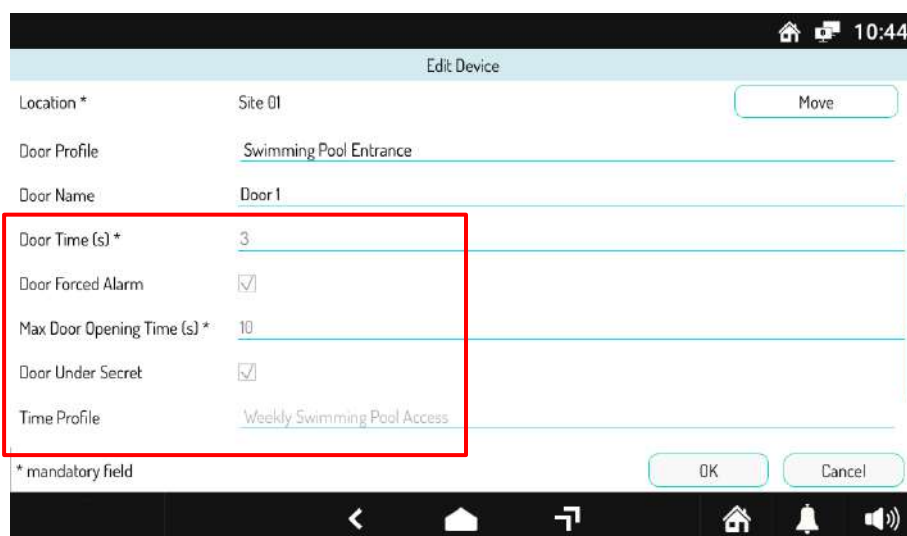 10:44
Edit Device
Location * Site 01 Move
Door Profile Swimming Pool Entrance
Door Name Door 1
Door Time (s) * 3
Door Forced Alarm
Max Door Opening Time (s) * 10
Door Under Secret
Time Profile Weekly Swimming Pool Access
* mandatory field OK Cancel